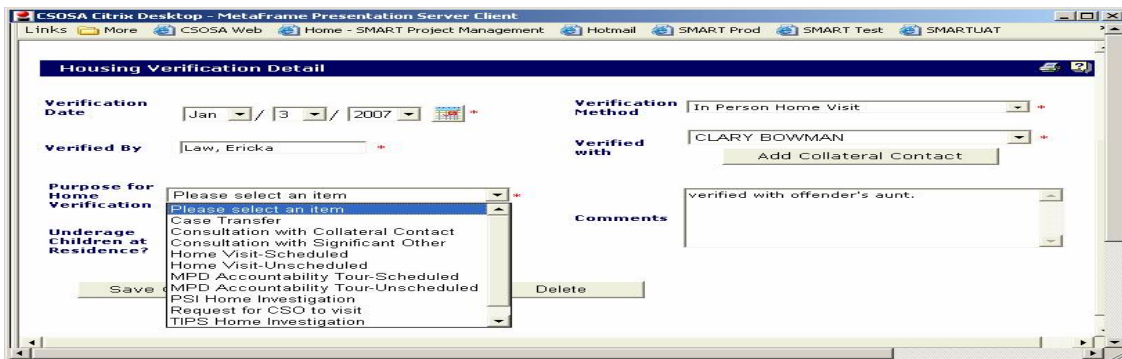 CSOSA Citrix Desktop - MetaFrame Presentation Server Client
Links More CSOSA Web Home - SMART Project Management Hotmail SMART Prod SMART Test SMARTUAT
Housing Verification Detail
Verification Date Jan / 3 / 2007 *
Verification Method In Person Home Visit *
Verified By Law, Ericka *
Verified with CLARY BOWMAN *
Add Collateral Contact
Purpose for Home Verification Please select an item *
Please select an item
Case Transfer
Consultation with Collateral Contact
Consultation with Significant Other
Home Visit-Scheduled
Home Visit-Unscheduled
MPD Accountability Tour-Scheduled
MPD Accountability Tour-Unscheduled
PSI Home Investigation
Request for CSO to visit
TIPS Home Investigation
Comments verified with offender's aunt.
Underage Children at Residence?
Save
Delete